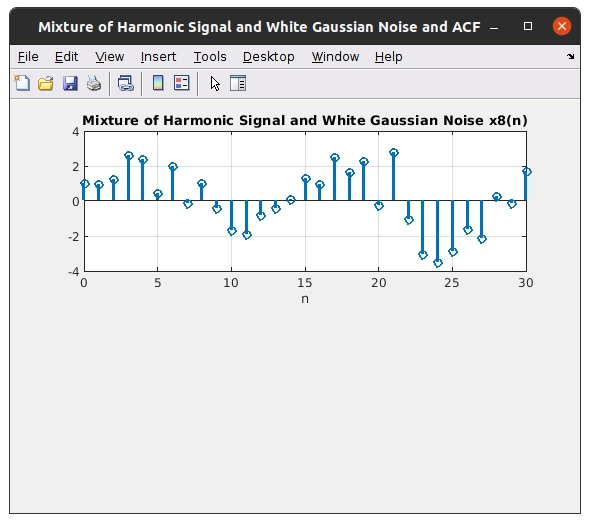 Mixture of Harmonic Signal and White Gaussian Noise and ACF
File Edit View Insert Tools Desktop Window Help
Mixture of Harmonic Signal and White Gaussian Noise x8(n)
4
2
0
-2
-4
0 5 10 15 20 25 30
n